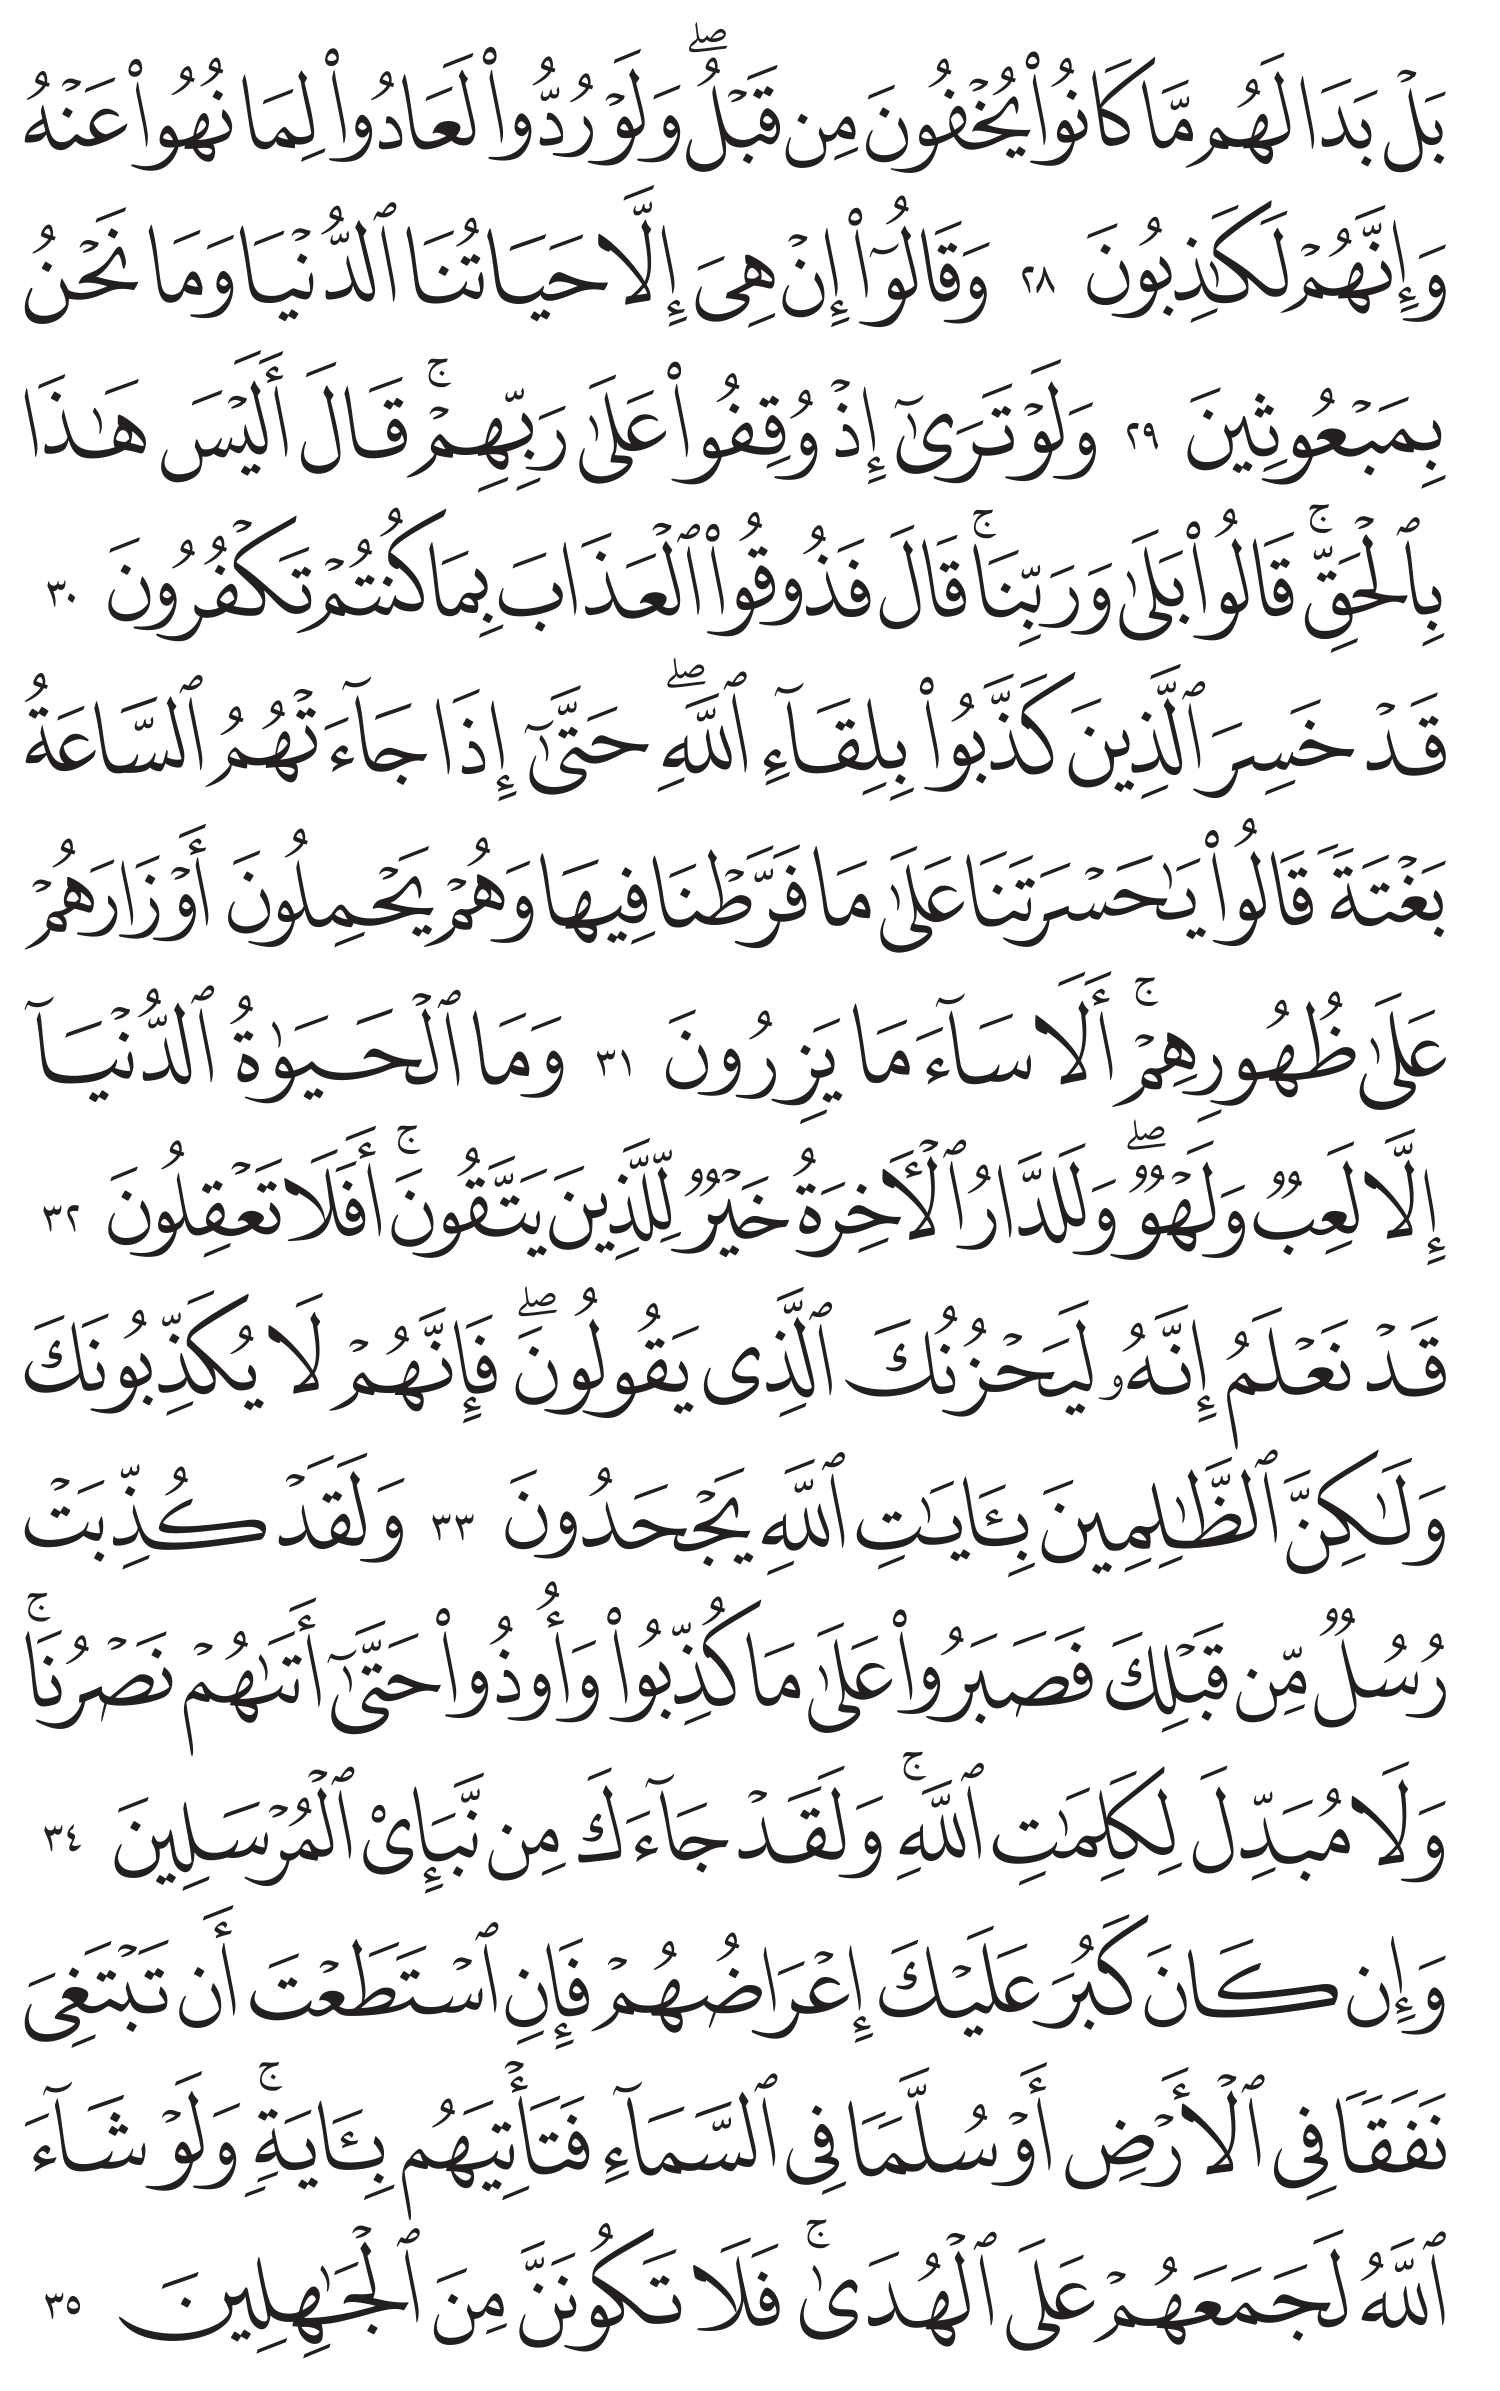 بَلۡ بَدَا لَهُم مَّا كَانُواْ يُخۡفُونَ مِن قَبۡلُۖ وَلَوۡ رُدُّواْ لَعَادُواْ لِمَا نُهُواْ عَنۡهُ
وَإِنَّهُمۡ لَكَٰذِبُونَ ٢٨ وَقَالُوٓاْ إِنۡ هِيَ إِلَّا حَيَاتُنَا ٱلدُّنۡيَا وَمَا نَحۡنُ
بِمَبۡعُوثِينَ ٢٩ وَلَوۡ تَرَىٰٓ إِذۡ وُقِفُواْ عَلَىٰ رَبِّهِمۡۚ قَالَ أَلَيۡسَ هَٰذَا
بِٱلۡحَقِّۚ قَالُواْ بَلَىٰ وَرَبِّنَاۚ قَالَ فَذُوقُواْ ٱلۡعَذَابَ بِمَا كُنتُمۡ تَكۡفُرُونَ ٣٠
قَدۡ خَسِرَ ٱلَّذِينَ كَذَّبُواْ بِلِقَآءِ ٱللَّهِۖ حَتَّىٰٓ إِذَا جَآءَتۡهُمُ ٱلسَّاعَةُ
بَغۡتَةٗ قَالُواْ يَٰحَسۡرَتَنَا عَلَىٰ مَا فَرَّطۡنَا فِيهَا وَهُمۡ يَحۡمِلُونَ أَوۡزَارَهُمۡ
عَلَىٰ ظُهُورِهِمۡۚ أَلَا سَآءَ مَا يَزِرُونَ ٣١ وَمَا ٱلۡحَيَوٰةُ ٱلدُّنۡيَآ
إِلَّا لَعِبٞ وَلَهۡوٞۖ وَلَلدَّارُ ٱلۡأٓخِرَةُ خَيۡرٞ لِّلَّذِينَ يَتَّقُونَۚ أَفَلَا تَعۡقِلُونَ ٣٢
قَدۡ نَعۡلَمُ إِنَّهُۥ لَيَحۡزُنُكَ ٱلَّذِي يَقُولُونَۖ فَإِنَّهُمۡ لَا يُكَذِّبُونَكَ
وَلَٰكِنَّ ٱلظَّٰلِمِينَ بِـَٔايَٰتِ ٱللَّهِ يَجۡحَدُونَ ٣٣ وَلَقَدۡ كُذِّبَتۡ
رُسُلٞ مِّن قَبۡلِكَ فَصَبَرُواْ عَلَىٰ مَا كُذِّبُواْ وَأُوذُواْ حَتَّىٰٓ أَتَىٰهُمۡ نَصۡرُنَاۚ
وَلَا مُبَدِّلَ لِكَلِمَٰتِ ٱللَّهِۚ وَلَقَدۡ جَآءَكَ مِن نَّبَإِيْ ٱلۡمُرۡسَلِينَ ٣٤
وَإِن كَانَ كَبُرَ عَلَيۡكَ إِعۡرَاضُهُمۡ فَإِنِ ٱسۡتَطَعۡتَ أَن تَبۡتَغِيَ
نَفَقٗا فِي ٱلۡأَرۡضِ أَوۡ سُلَّمٗا فِي ٱلسَّمَآءِ فَتَأۡتِيَهُم بِـَٔايَةٖۚ وَلَوۡ شَآءَ
ٱللَّهُ لَجَمَعَهُمۡ عَلَى ٱلۡهُدَىٰۚ فَلَا تَكُونَنَّ مِنَ ٱلۡجَٰهِلِينَ ٣٥